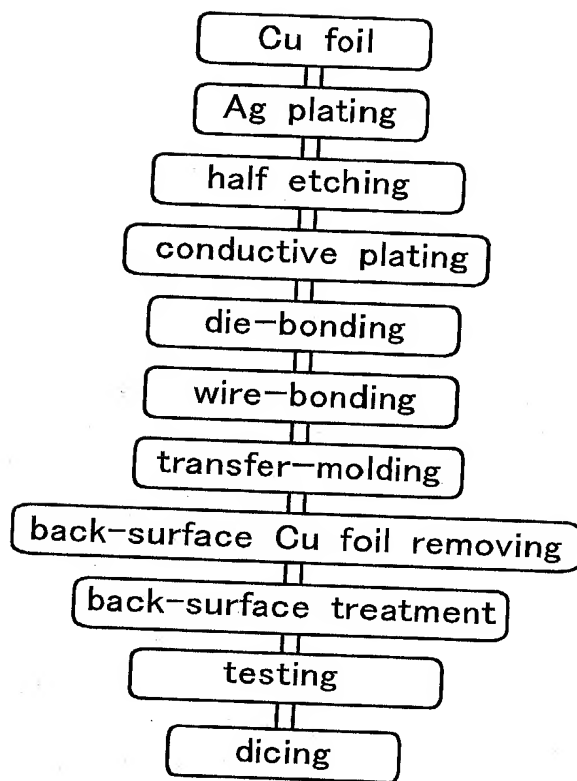 Cu foil
Ag plating
half etching
conductive plating
die-bonding
wire-bonding
transfer-molding
back-surface Cu foil removing
back-surface treatment
testing
dicing